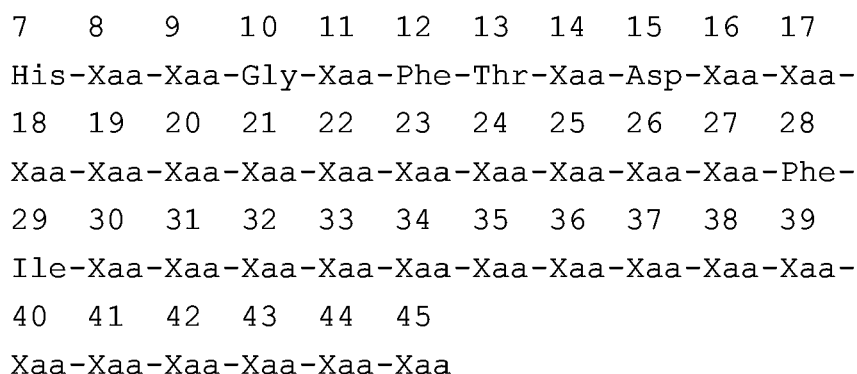 7 8 9 10 11 12 13 14 15 16 17
His-Xaa-Xaa-Gly-Xaa-Phe-Thr-Xaa-Asp-Xaa-Xaa-
18 19 20 21 22 23 24 25 26 27 28
Xaa-Xaa-Xaa-Xaa-Xaa-Xaa-Xaa-Xaa-Xaa-Xaa-Phe-
29 30 31 32 33 34 35 36 37 38 39
Ile-Xaa-Xaa-Xaa-Xaa-Xaa-Xaa-Xaa-Xaa-Xaa-Xaa-
40 41 42 43 44 45
Xaa-Xaa-Xaa-Xaa-Xaa-Xaa